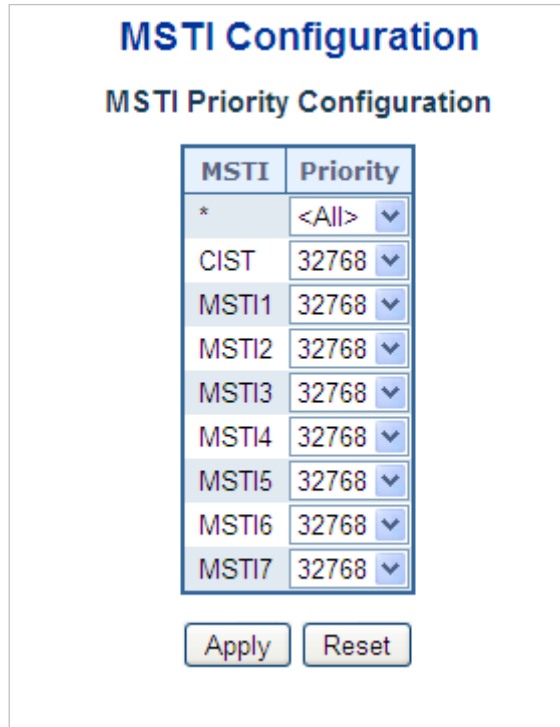 MSTI Configuration
MSTI Priority Configuration
MSTI Priority
* <All>
CIST 32768
MSTI1 32768
MSTI2 32768
MSTI3 32768
MSTI4 32768
MSTI5 32768
MSTI6 32768
MSTI7 32768
Apply Reset